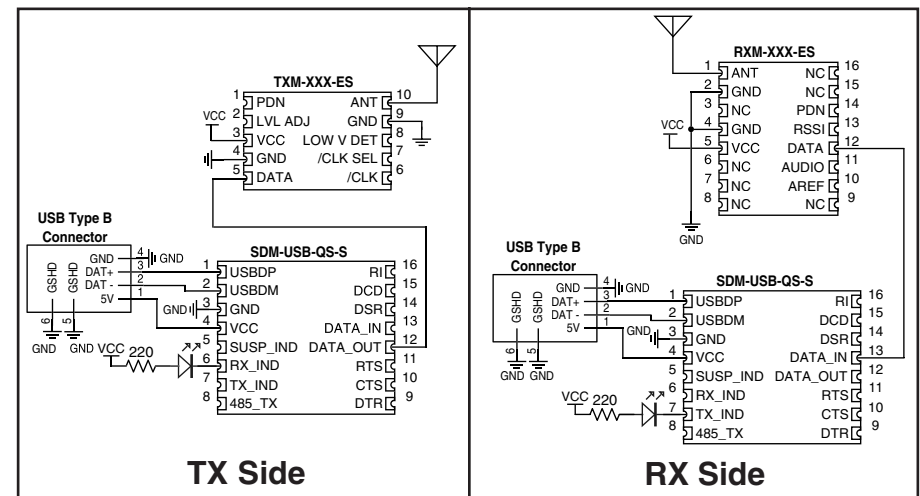 TXM-XXX-ES
1 PDN ANT 10
2 LVL ADJ GND 9
VCC
3 VCC LOW V DET 8
4 GND /CLK SEL 7
5 DATA /CLK 6
USB Type B
Connector
GND 4 GND
DAT+ 3
DAT - 2
5V 1
GSHD GSHD
6 5
GND GND
SDM-USB-QS-S
1 USBDP RI 16
2 USBDM DCD 15
GND 3 GND DSR 14
4 VCC DATA_IN 13
5 SUSP_IND DATA_OUT 12
VCC 220
6 RX_IND RTS 11
7 TX_IND CTS 10
8 485_TX DTR 9
TX Side
RXM-XXX-ES
1 ANT NC 16
2 GND NC 15
3 NC PDN 14
4 GND RSSI 13
VCC
5 VCC DATA 12
6 NC AUDIO 11
7 NC AREF 10
8 NC NC 9
GND
USB Type B
Connector
GND 4 GND
DAT+ 3
DAT - 2
5V 1
GSHD GSHD
6 5
GND GND
SDM-USB-QS-S
1 USBDP RI 16
2 USBDM DCD 15
GND 3 GND DSR 14
4 VCC DATA_IN 13
5 SUSP_IND DATA_OUT 12
6 RX_IND RTS 11
VCC 220
7 TX_IND CTS 10
8 485_TX DTR 9
RX Side